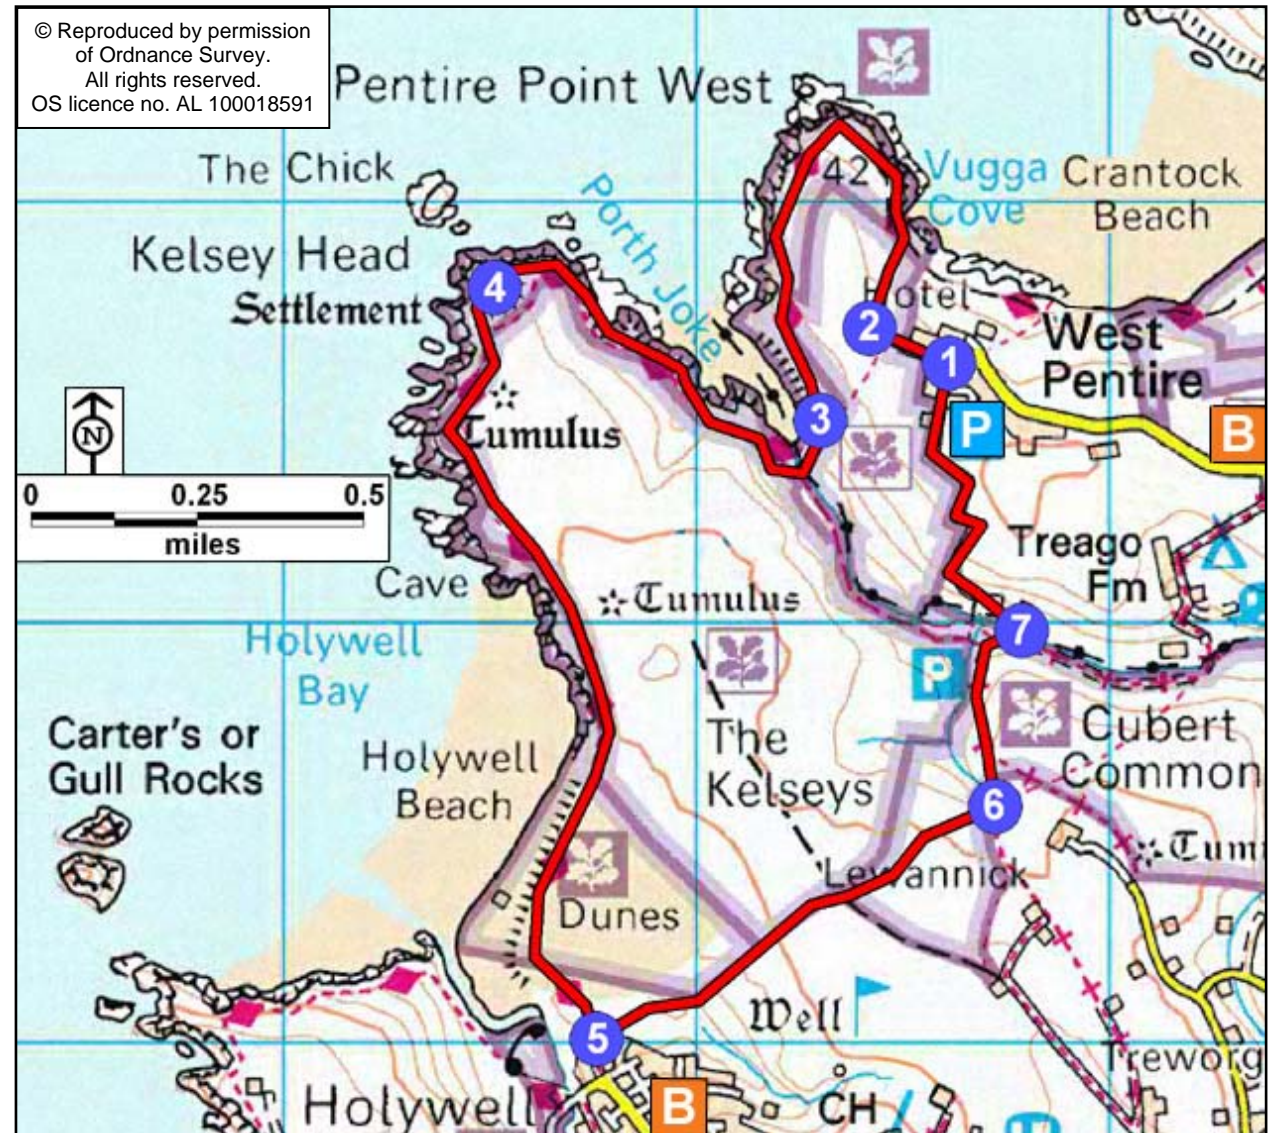 © Reproduced by permission
of Ordnance Survey.
All rights reserved.
OS licence no. AL 100018591
Pentire Point West
The Chick
Porth Joke
42
Vugga
Cove
Crantock
Beach
Kelsey Head
Settlement
4
Hotel
2
1
West
Pentire
N
Tumulus
3
P
B
0 0.25 0.5
miles
Treago
Fm
Cave
Tumulus
7
Holywell
Bay
P
Carter's or
Gull Rocks
The
Kelseys
Cubert
Common
Holywell
Beach
6
Tum
Lewannick
Dunes
Well
5
Treworg
Holywell
B
CH